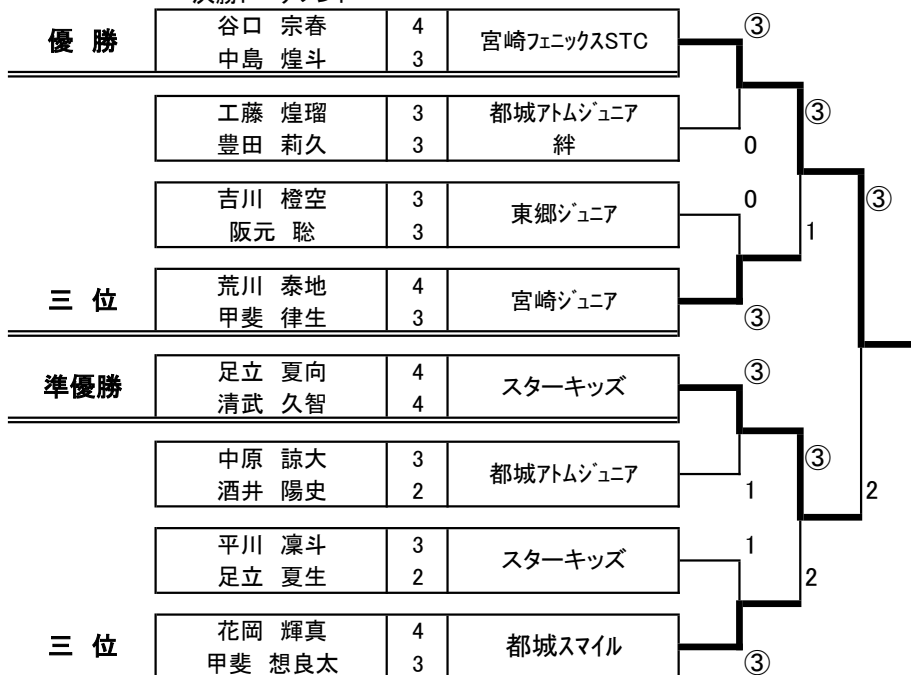 優 勝
谷口 宗春 4 宮崎フェニックスSTC ③
中島 煌斗 3
工藤 煌瑠 3 都城アトムジュニア ③
豊田 莉久 3 絆 0
吉川 橙空 3 東郷ジュニア 0 ③
阪元 聡 3 1
三 位
荒川 泰地 4 宮崎ジュニア
甲斐 律生 3 ③
準優勝
足立 夏向 4 スターキッズ ③
清武 久智 4
中原 諒大 3 都城アトムジュニア ③
酒井 陽史 2 1 2
平川 凜斗 3 スターキッズ 1
足立 夏生 2 2
三 位
花岡 輝真 4 都城スマイル
甲斐 想良太 3 ③